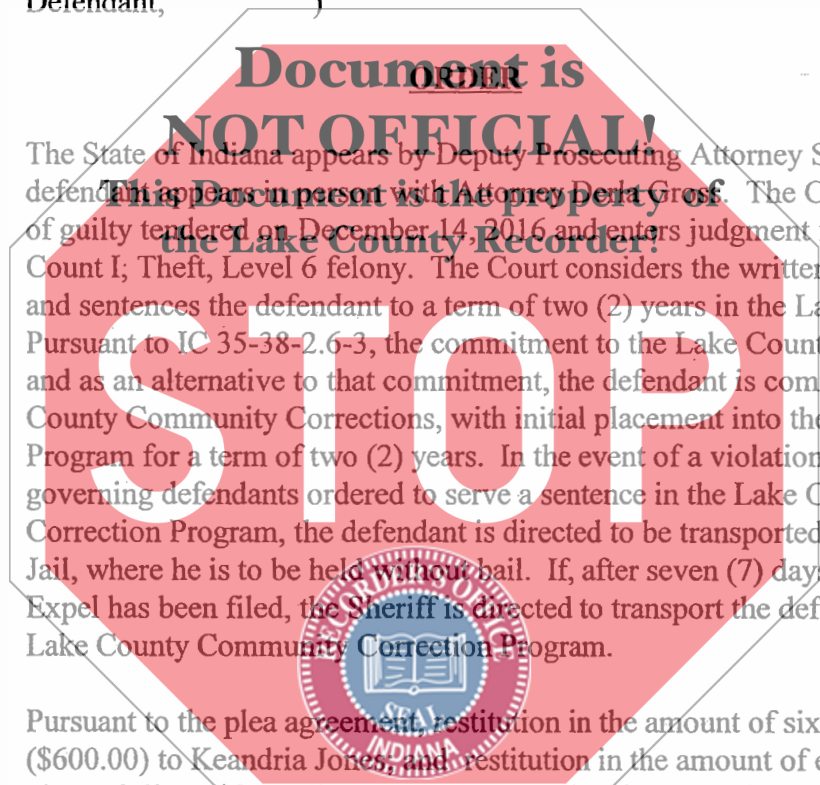 Defendant, )
Document is
ORDER
NOT OFFICIAL!
The State of Indiana appears by Deputy Prosecuting Attorney S
This Document is the property of
defendant appears in person with Attorney Derla Gross. The C
the Lake County Recorder!
of guilty tendered on December 14, 2016 and enters judgment
Count I; Theft, Level 6 felony. The Court considers the written
and sentences the defendant to a term of two (2) years in the La
Pursuant to IC 35-38-2.6-3, the commitment to the Lake Count
and as an alternative to that commitment, the defendant is com
County Community Corrections, with initial placement into the
Program for a term of two (2) years. In the event of a violation
governing defendants ordered to serve a sentence in the Lake C
Correction Program, the defendant is directed to be transported
Jail, where he is to be held without bail. If, after seven (7) days
Expel has been filed, the Sheriff is directed to transport the def
Lake County Community Correction Program.
STOP
RECORDER'S OFFICE
SEAL
INDIANA
Pursuant to the plea agreement, restitution in the amount of six
($600.00) to Keandria Jones, and restitution in the amount of e